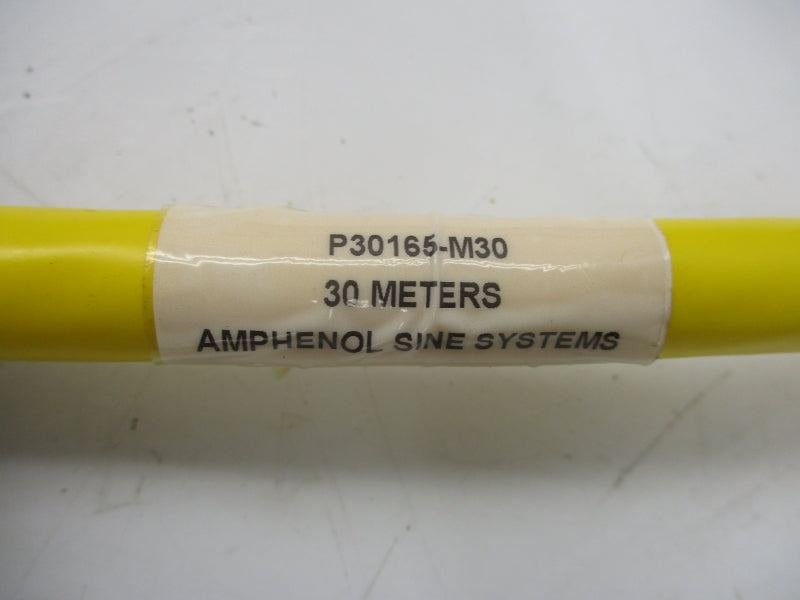 P30165-M30
30 METERS
AMPHENOL SINE SYSTEMS